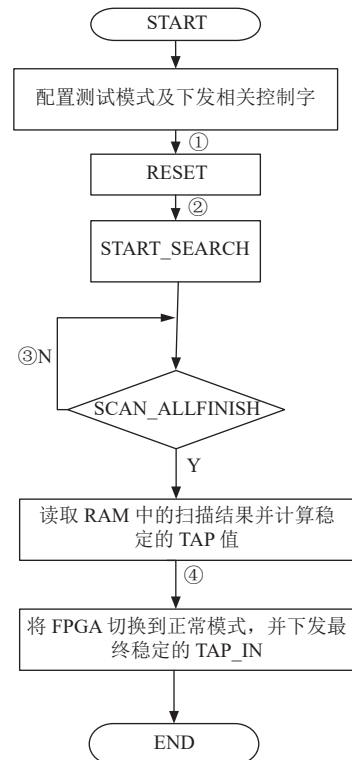 START
配置测试模式及下发相关控制字
①
RESET
②
START_SEARCH
③N
SCAN_ALLFINISH
Y
读取 RAM 中的扫描结果并计算稳
定的 TAP 值
④
将 FPGA 切换到正常模式，并下发最
终稳定的 TAP_IN
END